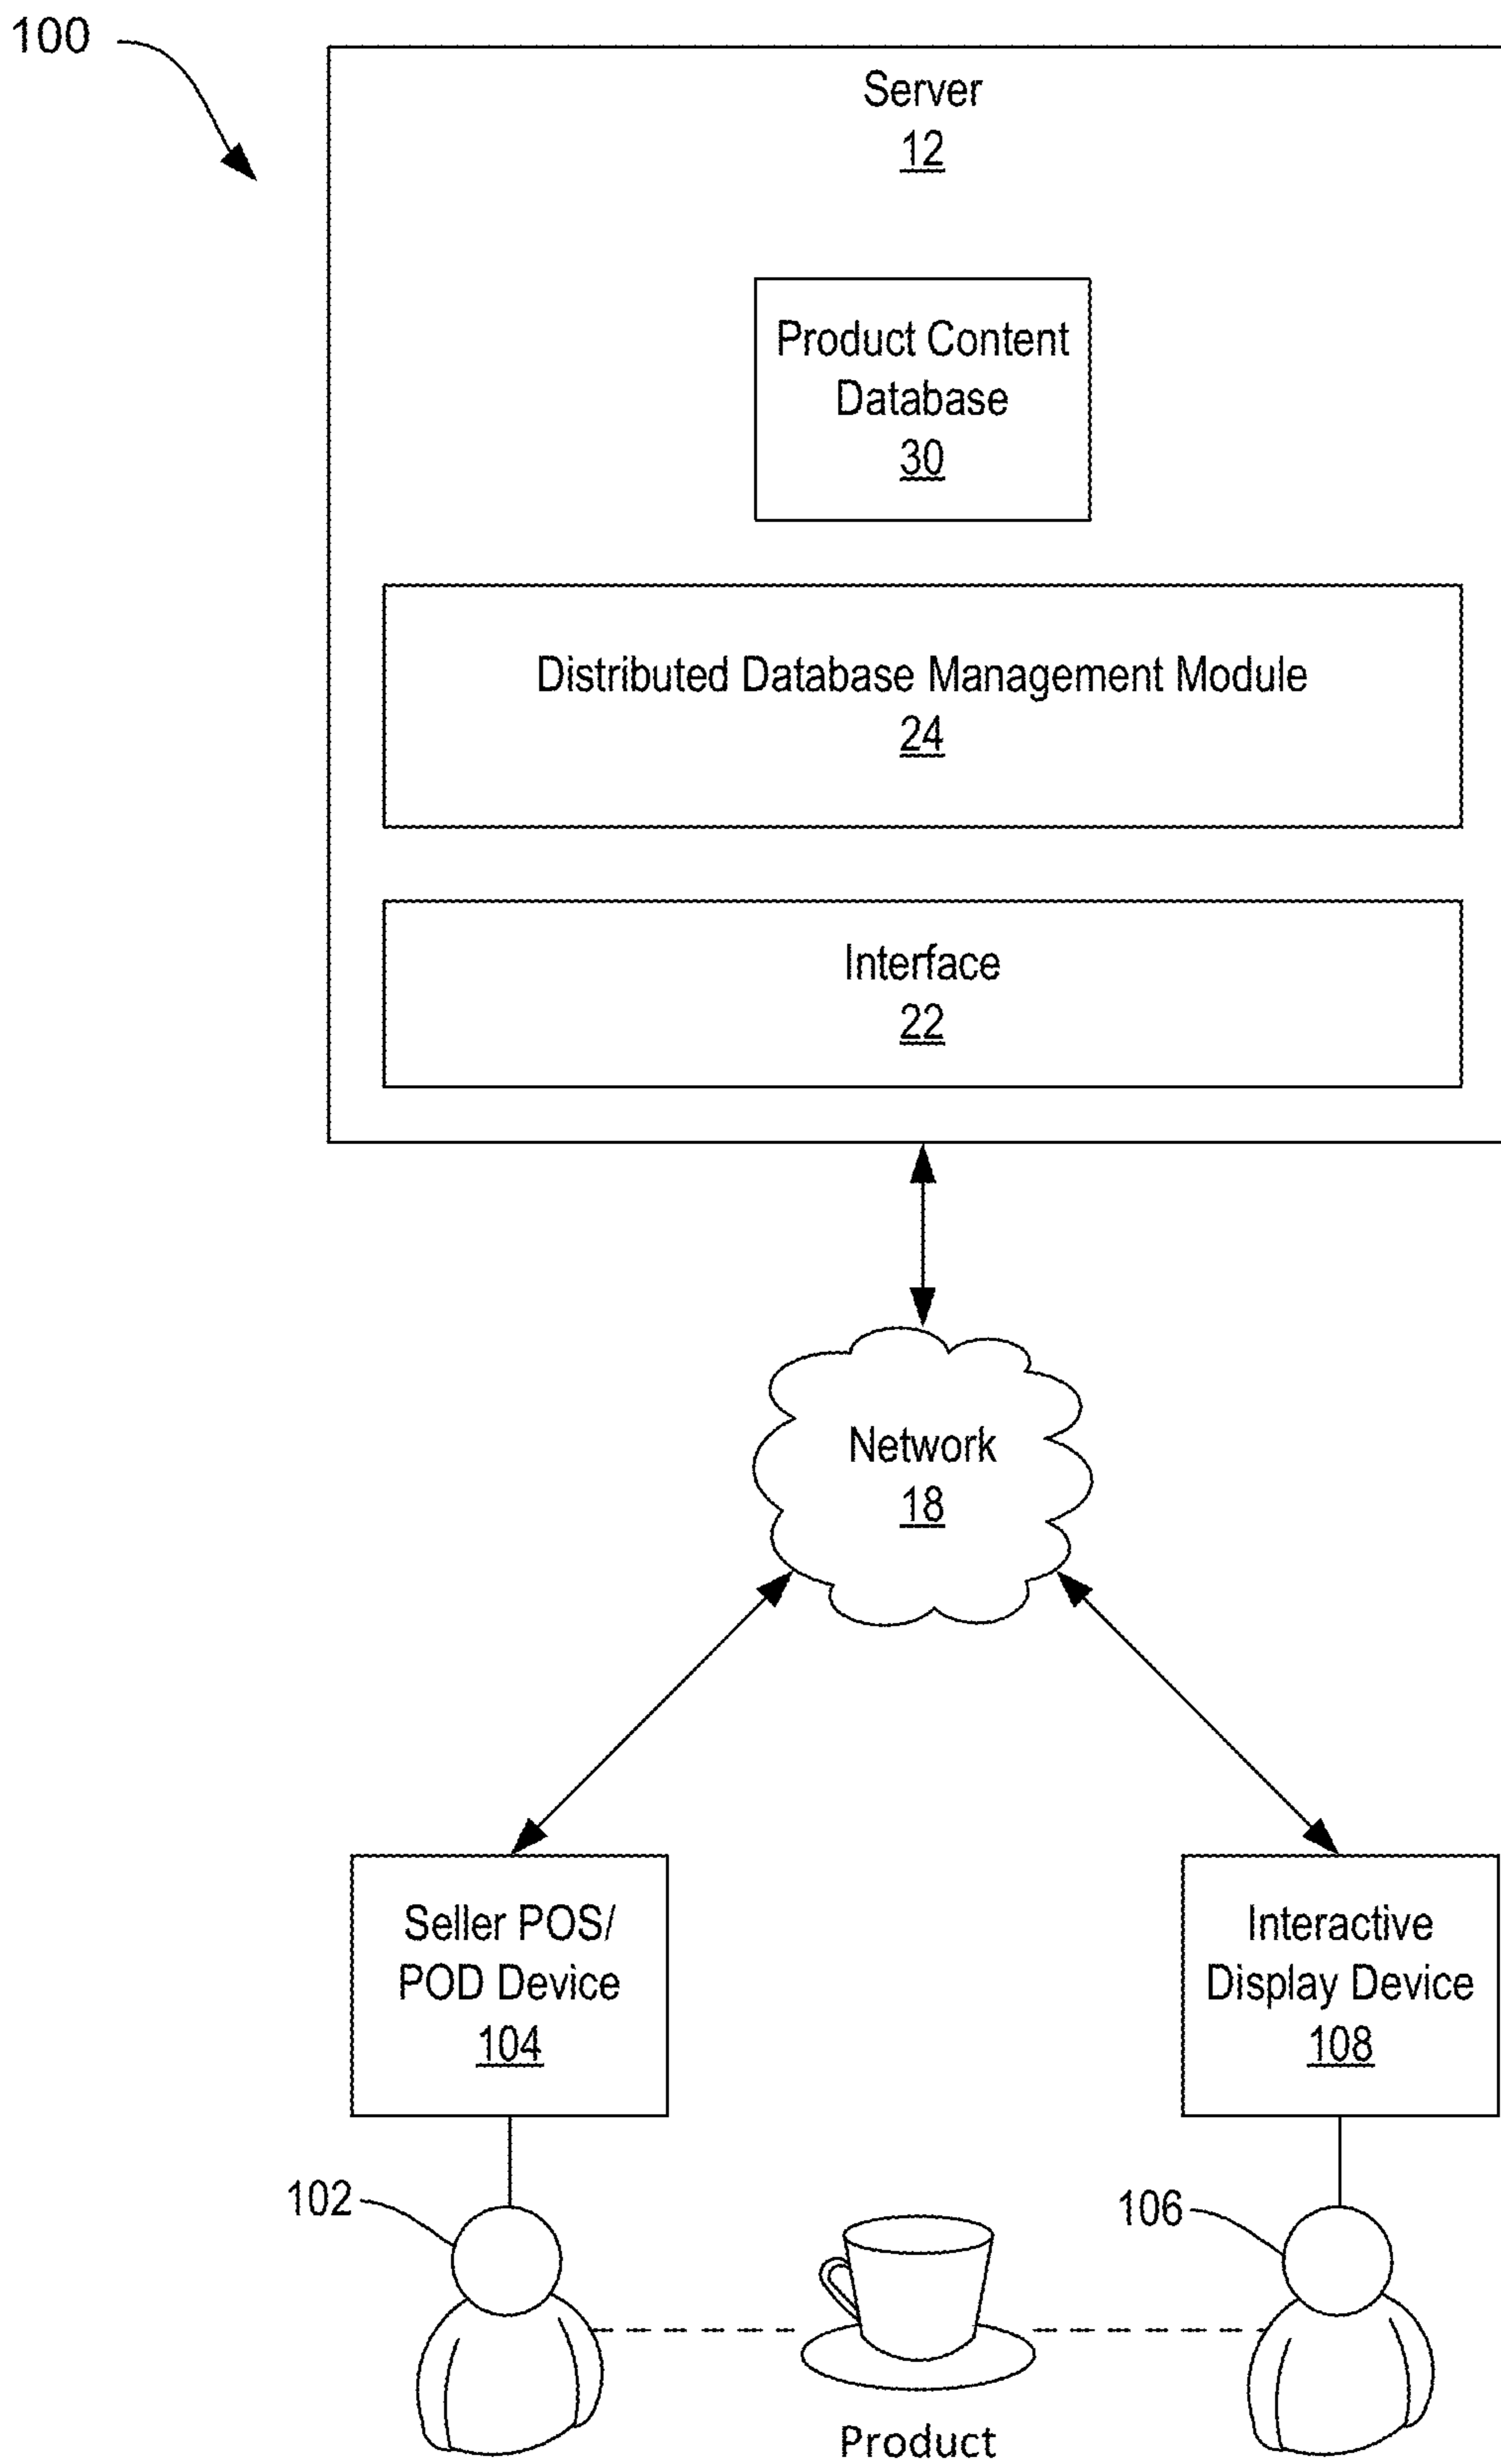 100
Server
12
Product Content
Database
30
Distributed Database Management Module
24
Interface
22
Network
18
Seller POS/
POD Device
104
Interactive
Display Device
108
102
106
Product